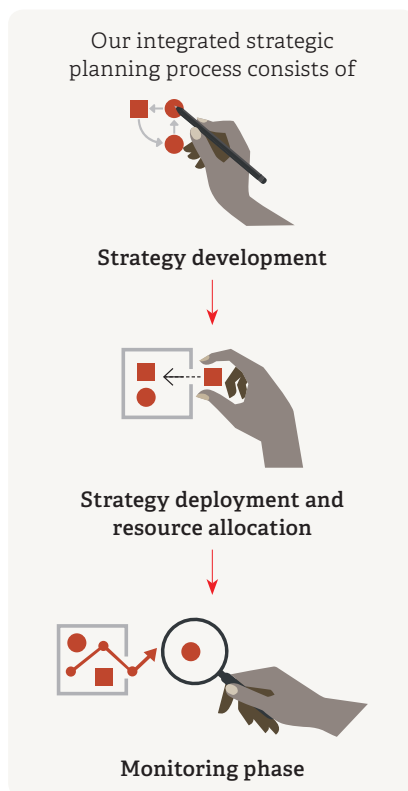 Our integrated strategic
planning process consists of
Strategy development
Strategy deployment and
resource allocation
Monitoring phase